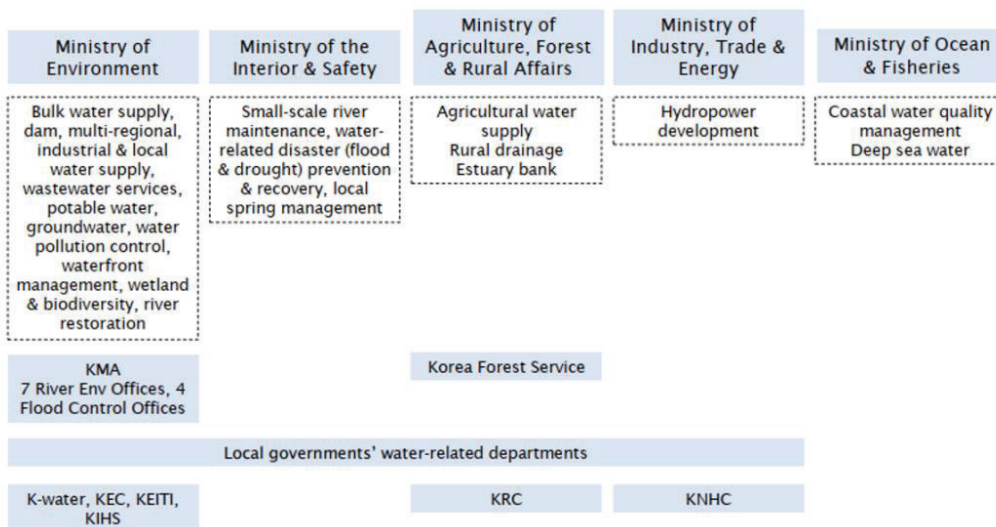 Ministry of
Environment
Ministry of the
Interior & Safety
Ministry of
Agriculture, Forest
& Rural Affairs
Ministry of
Industry, Trade &
Energy
Ministry of Ocean
& Fisheries
Bulk water supply,
dam, multi-regional,
industrial & local
water supply,
wastewater services,
potable water,
groundwater, water
pollution control,
waterfront
management, wetland
& biodiversity, river
restoration
Small-scale river
maintenance, water-
related disaster (flood
& drought) prevention
& recovery, local
spring management
Agricultural water
supply
Rural drainage
Estuary bank
Hydropower
development
Coastal water quality
management
Deep sea water
KMA
7 River Env Offices, 4
Flood Control Offices
Korea Forest Service
Local governments' water-related departments
K-water, KEC, KEITI,
KIHS
KRC
KNHC